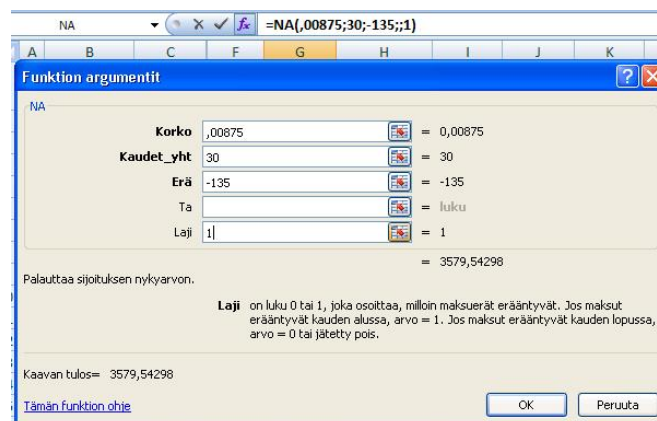 NA
=NA(,00875;30;-135;;1)
A B C F G H I J K
Funktion argumentit
NA
Korko ,00875 = 0,00875
Kaudet_yht 30 = 30
Erä -135 = -135
Ta = luku
Laji 1 = 1
= 3579,54298
Palauttaa sijoituksen nykyarvon.
Laji on luku 0 tai 1, joka osoittaa, milloin maksuerät erääntyvät. Jos maksut
erääntyvät kauden alussa, arvo = 1. Jos maksut erääntyvät kauden lopussa,
arvo = 0 tai jätetty pois.
Kaavan tulos= 3579,54298
Tämän funktion ohje
OK Peruuta